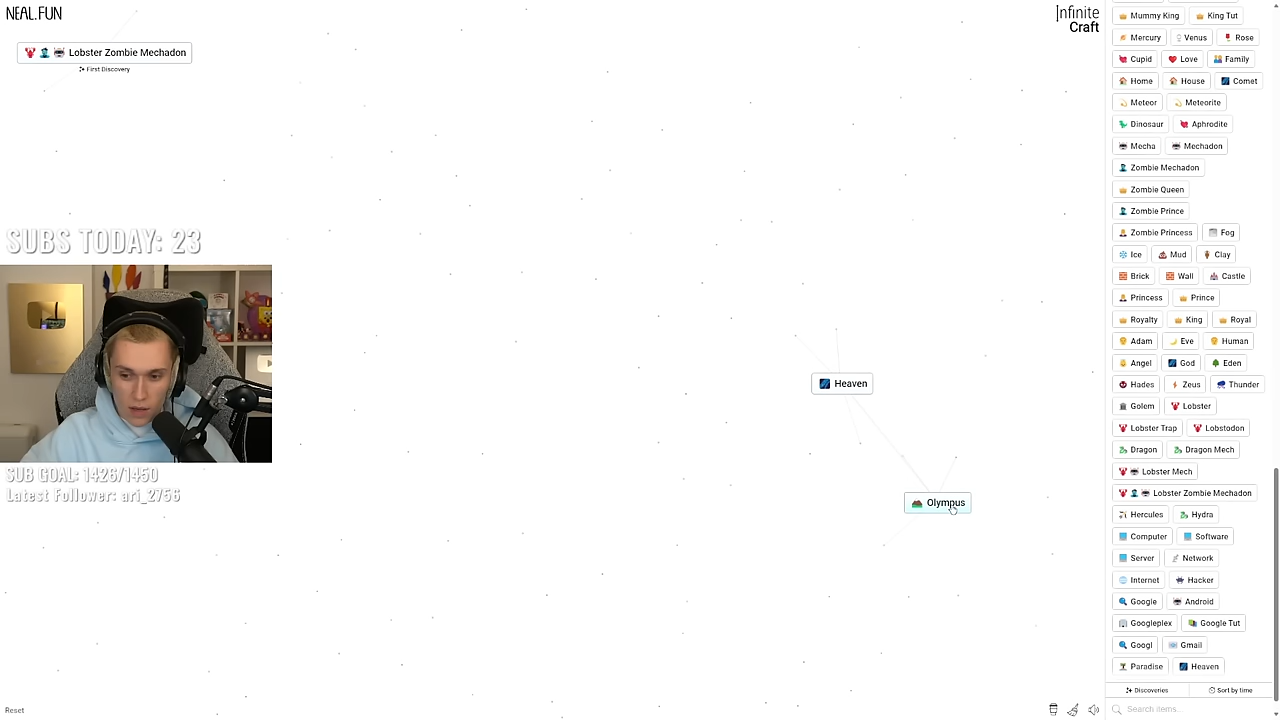 NEAL.FUN
Infinite
Craft
Lobster Zombie Mechadon
First Discovery
SUBS TODAY: 23
SUB GOAL: 1426/1450
Latest Follower: ari_2756
Heaven
Olympus
Reset
Mummy King King Tut
Mercury Venus Rose
Cupid Love Family
Home House Comet
Meteor Meteorite
Dinosaur Aphrodite
Mecha Mechadon
Zombie Mechadon
Zombie Queen
Zombie Prince
Zombie Princess Fog
Ice Mud Clay
Brick Wall Castle
Princess Prince
Royalty King Royal
Adam Eve Human
Angel God Eden
Hades Zeus Thunder
Golem Lobster
Lobster Trap Lobstodon
Dragon Dragon Mech
Lobster Mech
Lobster Zombie Mechadon
Hercules Hydra
Computer Software
Server Network
Internet Hacker
Google Android
Googleplex Google Tut
Googl Gmail
Paradise Heaven
Discoveries Sort by time
Search items...